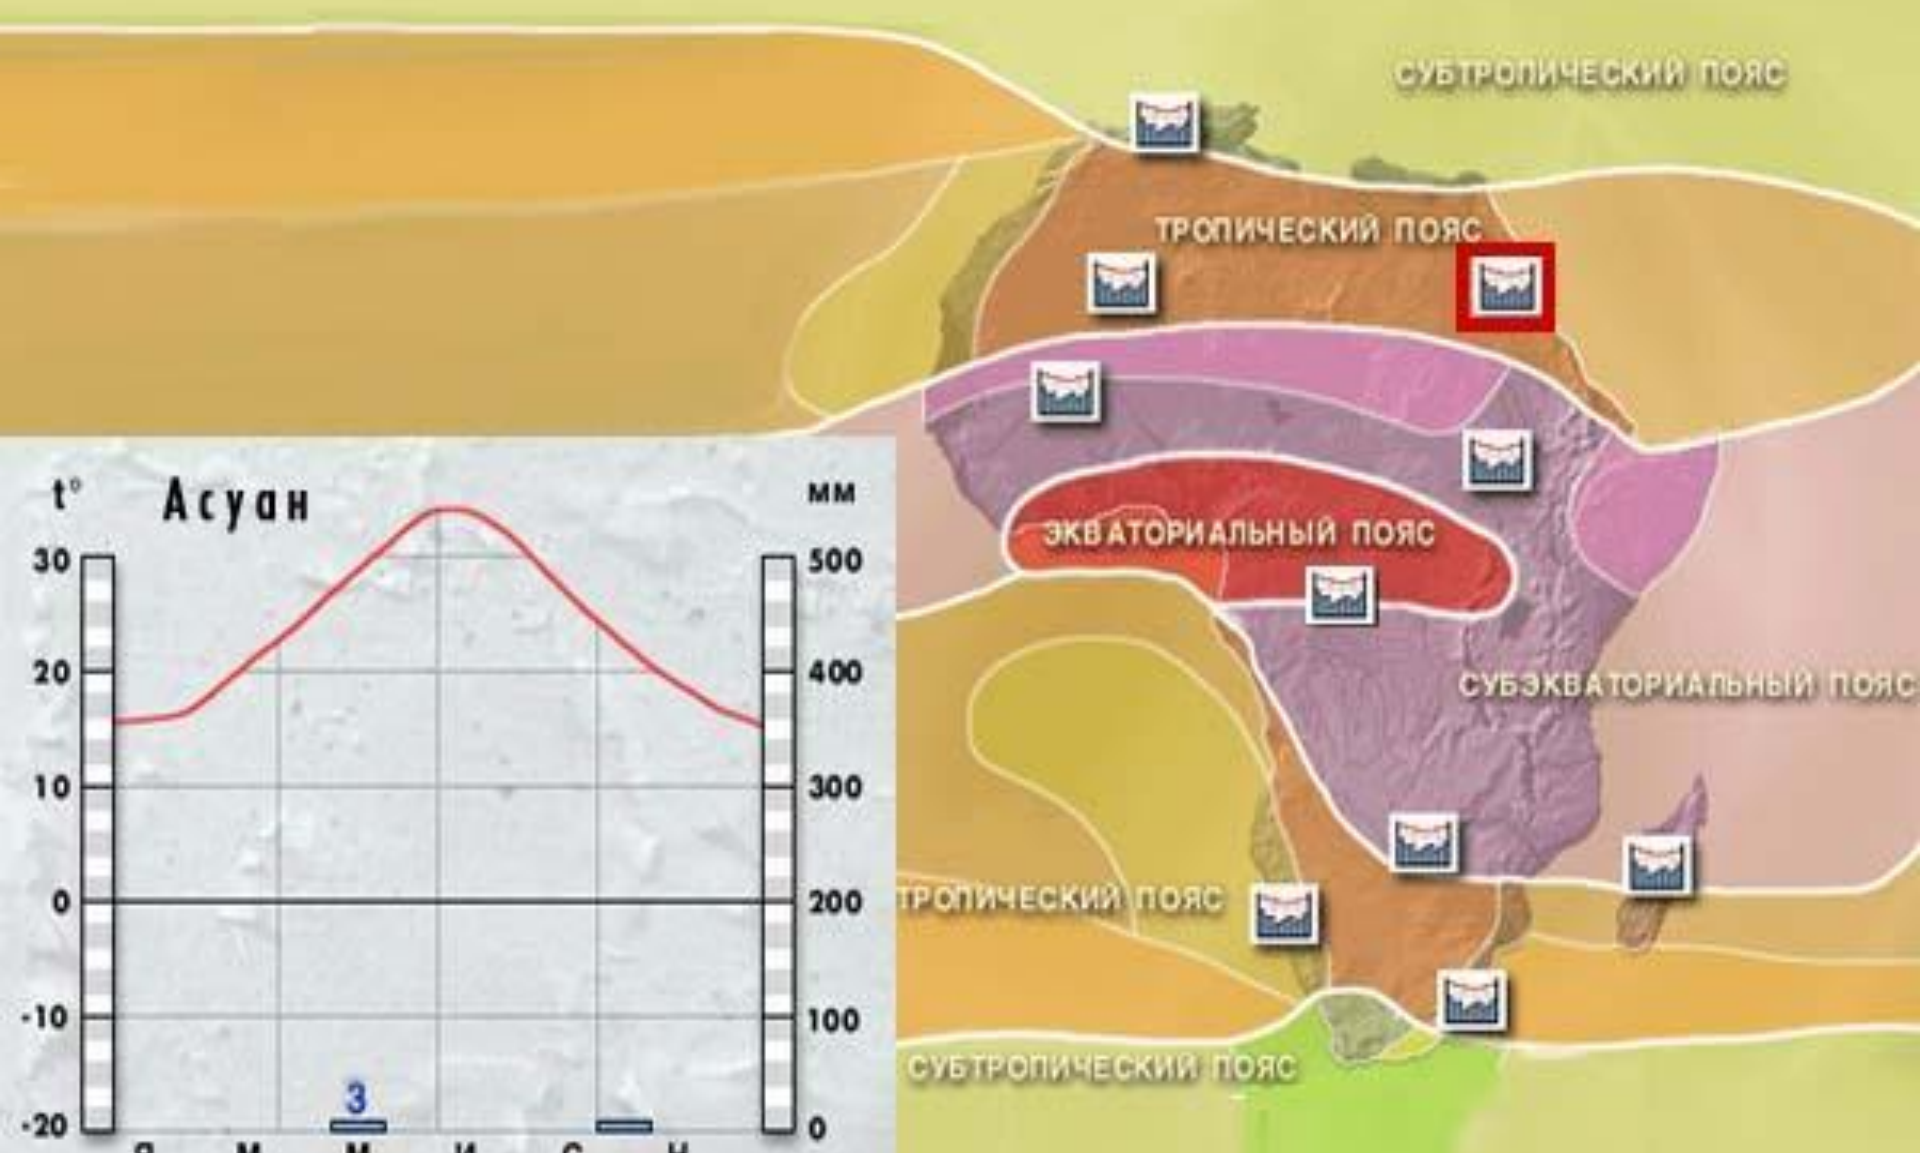 СУБТРОПИЧЕСКИЙ ПОЯС
ТРОПИЧЕСКИЙ ПОЯС
ЭКВАТОРИАЛЬНЫЙ ПОЯС
СУБЭКВАТОРИАЛЬНЫЙ ПОЯС
ТРОПИЧЕСКИЙ ПОЯС
СУБТРОПИЧЕСКИЙ ПОЯС
t° Асуан мм
30 500
20 400
10 300
0 200
-10 100
3
-20 0